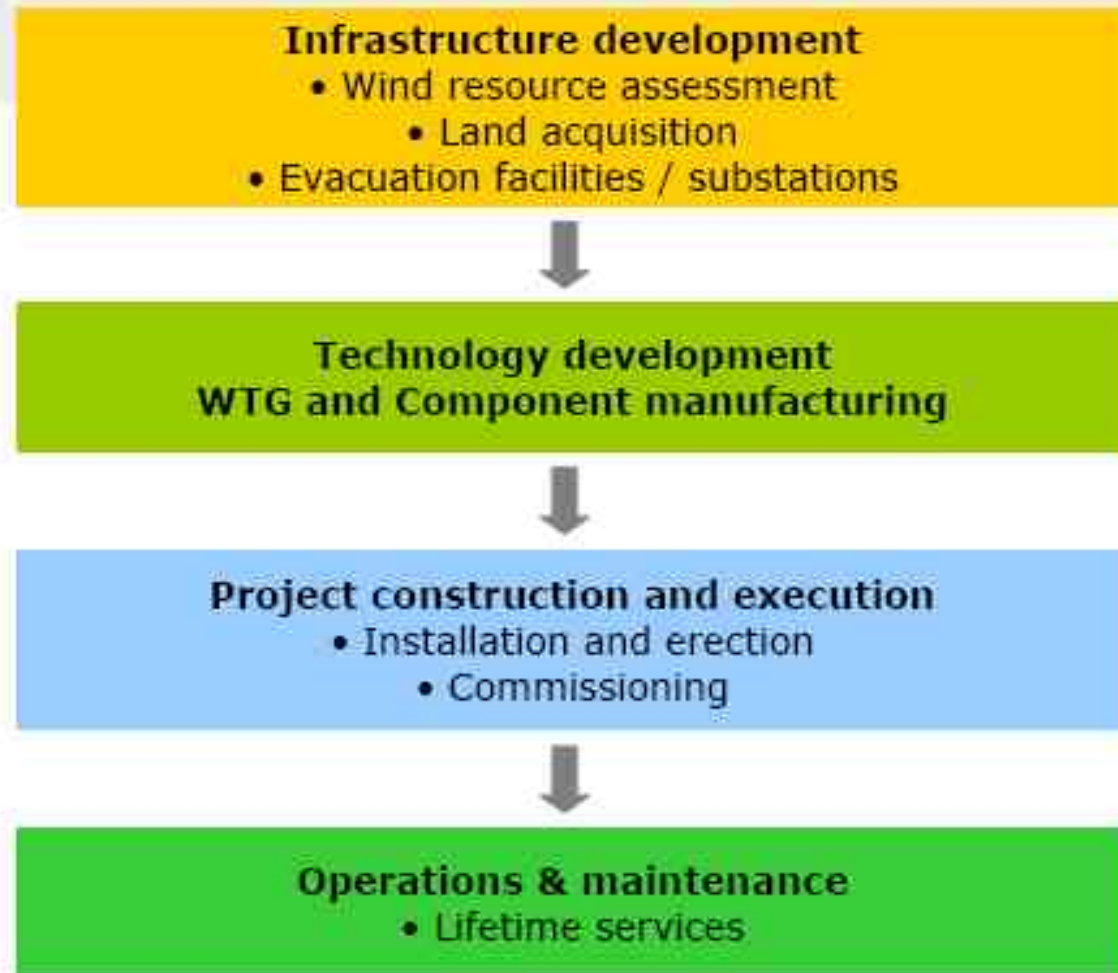 Infrastructure development
• Wind resource assessment
• Land acquisition
• Evacuation facilities / substations
Technology development
WTG and Component manufacturing
Project construction and execution
• Installation and erection
• Commissioning
Operations & maintenance
• Lifetime services